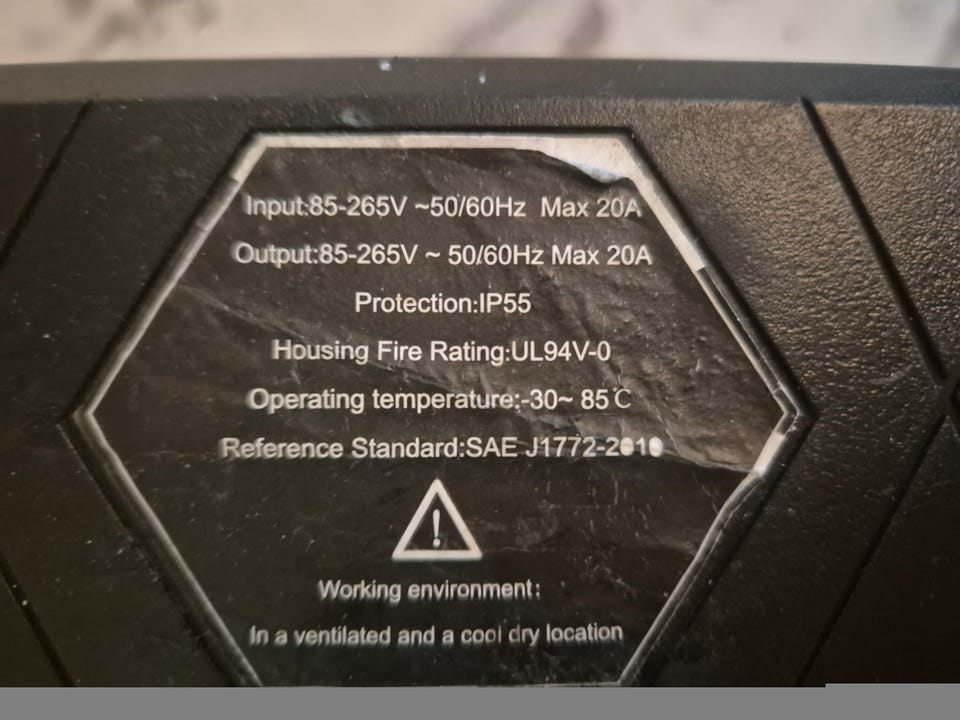 Input:85-265V ~50/60Hz Max 20A
Output:85-265V ~ 50/60Hz Max 20A
Protection:IP55
Housing Fire Rating:UL94V-0
Operating temperature:-30~ 85℃
Reference Standard:SAE J1772-2010
!
Working environment:
In a ventilated and a cool dry location